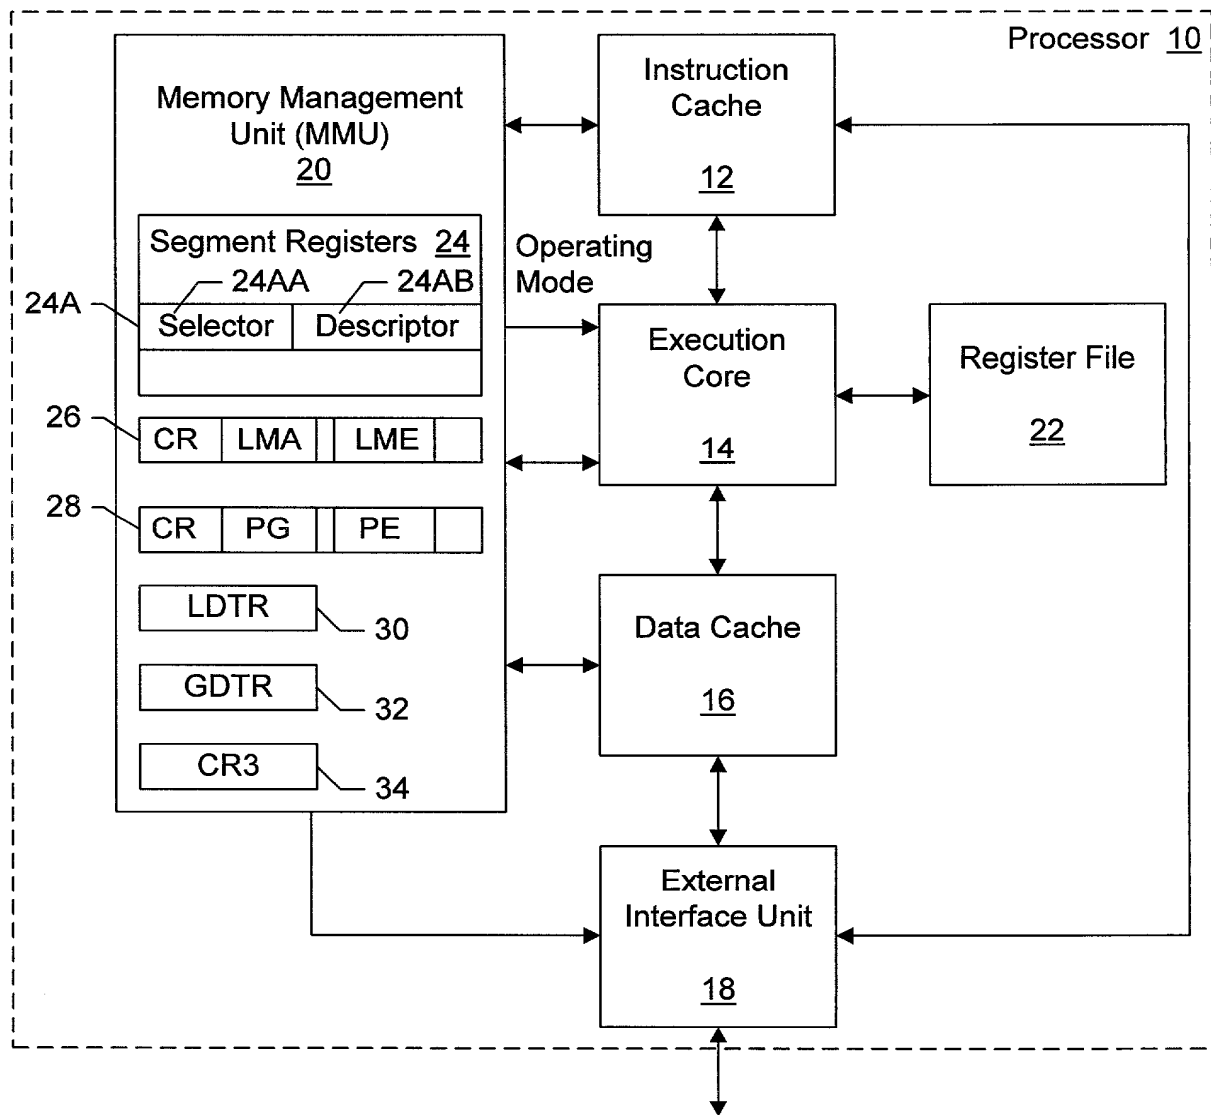 Processor 10
Memory Management
Unit (MMU)
20
Segment Registers 24
24AA
24AB
24A
Selector
Descriptor
26
CR
LMA
LME
28
CR
PG
PE
LDTR
30
GDTR
32
CR3
34
Instruction
Cache
12
Operating
Mode
Execution
Core
14
Register File
22
Data Cache
16
External
Interface Unit
18